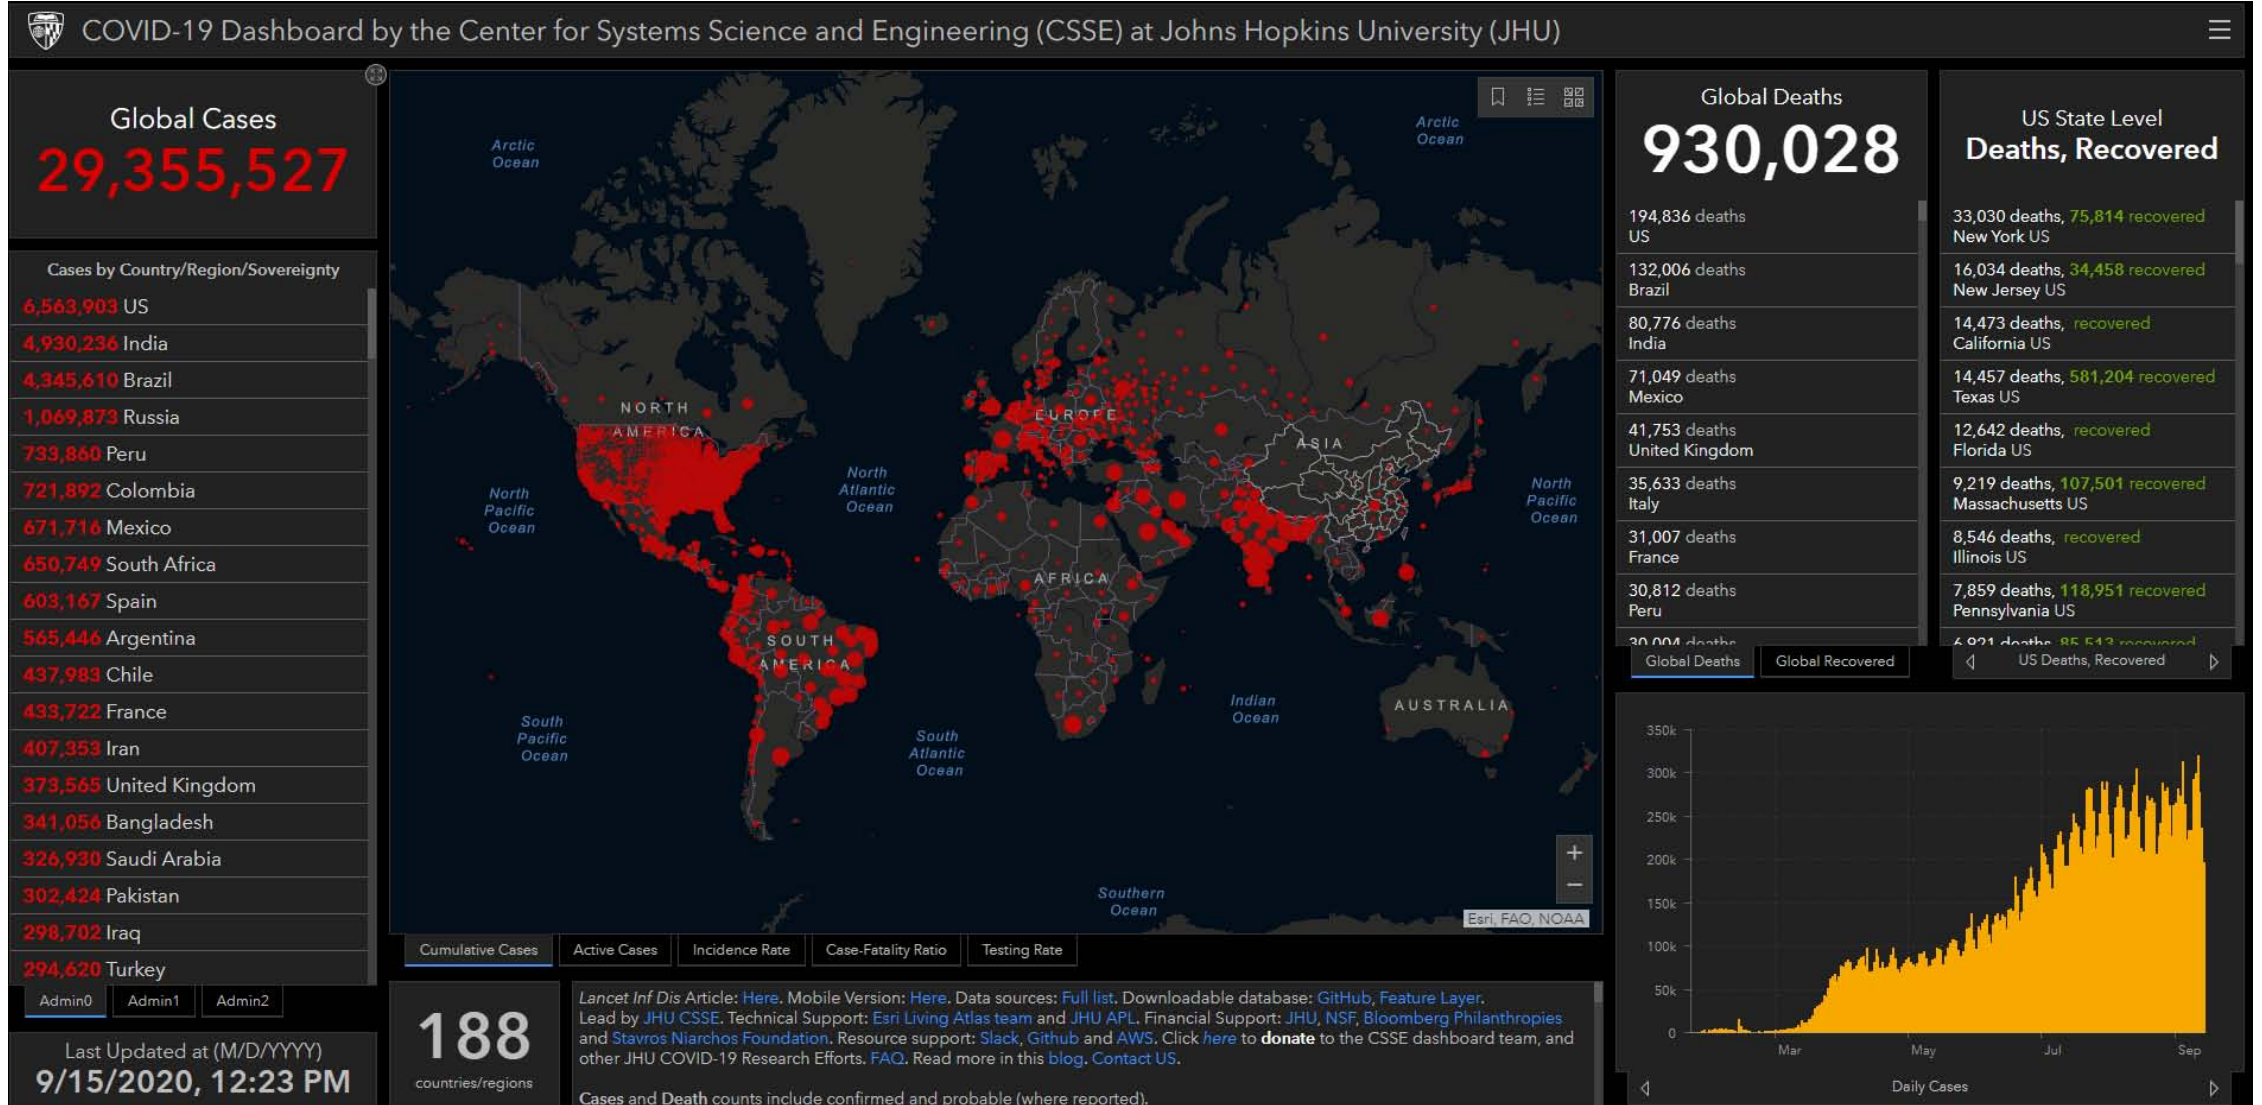 COVID-19 Dashboard by the Center for Systems Science and Engineering (CSSE) at Johns Hopkins University (JHU)
Global Cases
29,355,527
Cases by Country/Region/Sovereignty
6,563,903 US
4,930,236 India
4,345,610 Brazil
1,069,873 Russia
733,860 Peru
721,892 Colombia
671,716 Mexico
650,749 South Africa
603,167 Spain
565,446 Argentina
437,983 Chile
433,722 France
407,353 Iran
373,565 United Kingdom
341,056 Bangladesh
326,930 Saudi Arabia
302,424 Pakistan
298,702 Iraq
294,620 Turkey
Admin0 Admin1 Admin2
Last Updated at (M/D/YYYY)
9/15/2020, 12:23 PM
Arctic
Ocean
Arctic
Ocean
NORTH
AMERICA
EUROPE
ASIA
North
Pacific
Ocean
North
Atlantic
Ocean
North
Pacific
Ocean
AFRICA
SOUTH
AMERICA
Indian
Ocean
AUSTRALIA
South
Pacific
Ocean
South
Atlantic
Ocean
Southern
Ocean
+
−
Esri, FAO, NOAA
Cumulative Cases Active Cases Incidence Rate Case-Fatality Ratio Testing Rate
188
countries/regions
Lancet Inf Dis Article: Here. Mobile Version: Here. Data sources: Full list. Downloadable database: GitHub, Feature Layer.
Lead by JHU CSSE. Technical Support: Esri Living Atlas team and JHU APL. Financial Support: JHU, NSF, Bloomberg Philanthropies
and Stavros Niarchos Foundation. Resource support: Slack, Github and AWS. Click here to donate to the CSSE dashboard team, and
other JHU COVID-19 Research Efforts. FAQ. Read more in this blog. Contact US.
Cases and Death counts include confirmed and probable (where reported).
Global Deaths
930,028
194,836 deaths
US
132,006 deaths
Brazil
80,776 deaths
India
71,049 deaths
Mexico
41,753 deaths
United Kingdom
35,633 deaths
Italy
31,007 deaths
France
30,812 deaths
Peru
30,004 deaths
Global Deaths Global Recovered
US State Level
Deaths, Recovered
33,030 deaths, 75,814 recovered
New York US
16,034 deaths, 34,458 recovered
New Jersey US
14,473 deaths, recovered
California US
14,457 deaths, 581,204 recovered
Texas US
12,642 deaths, recovered
Florida US
9,219 deaths, 107,501 recovered
Massachusetts US
8,546 deaths, recovered
Illinois US
7,859 deaths, 118,951 recovered
Pennsylvania US
6,921 deaths, 85,513 recovered
US Deaths, Recovered
350k
300k
250k
200k
150k
100k
50k
0
Mar May Jul Sep
Daily Cases